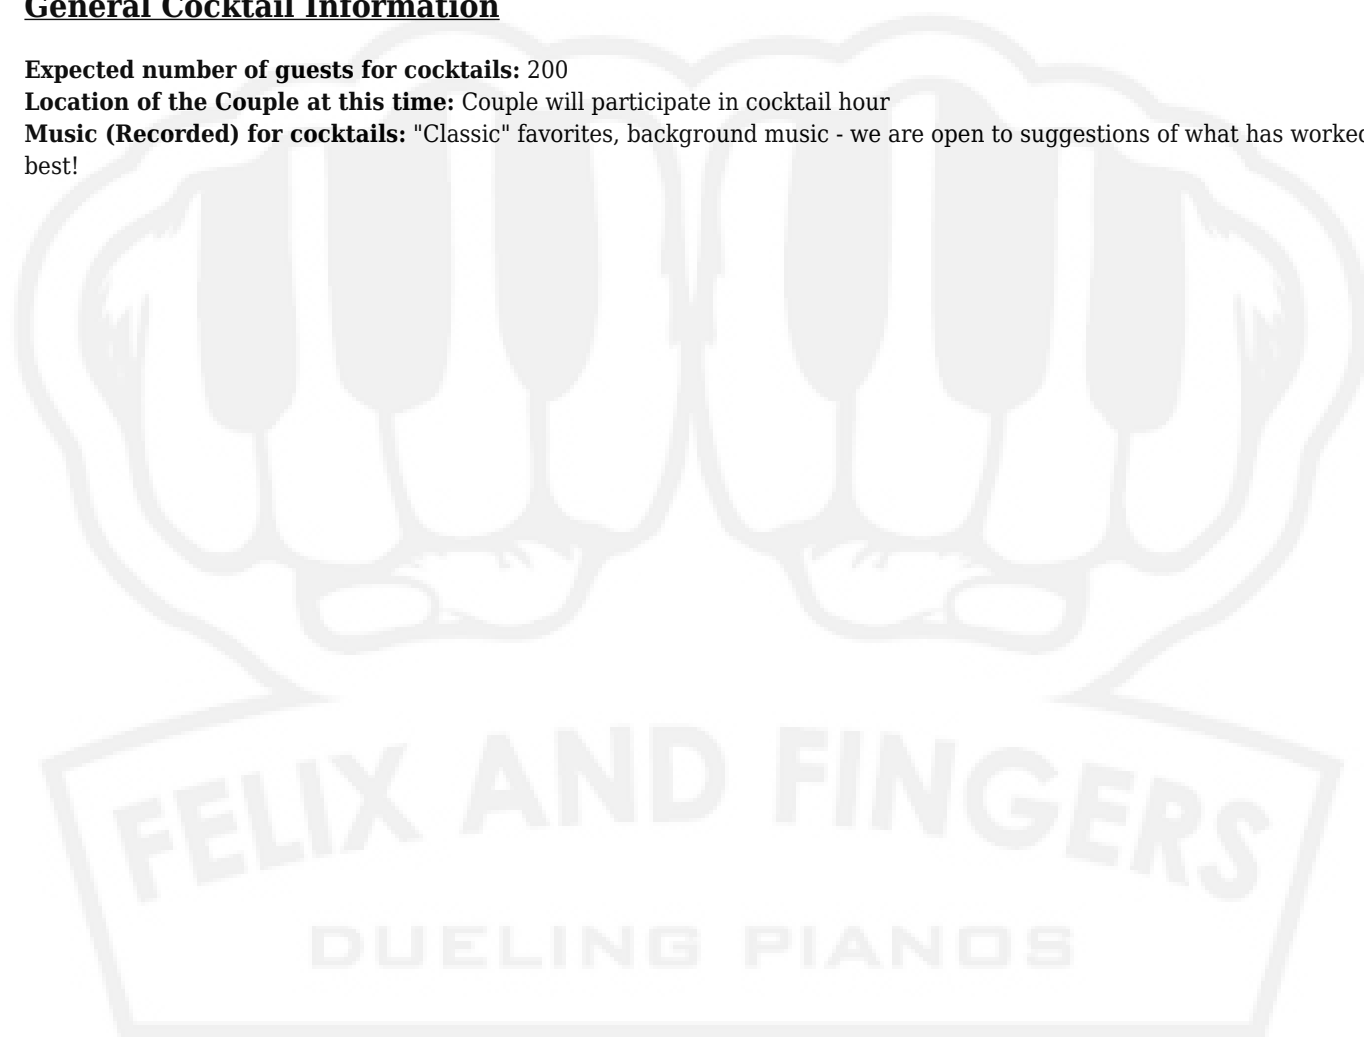 General Cocktail Information
Expected number of guests for cocktails: 200
Location of the Couple at this time: Couple will participate in cocktail hour
Music (Recorded) for cocktails: "Classic" favorites, background music - we are open to suggestions of what has worked
best!
FELIX AND FINGERS
DUELING PIANOS